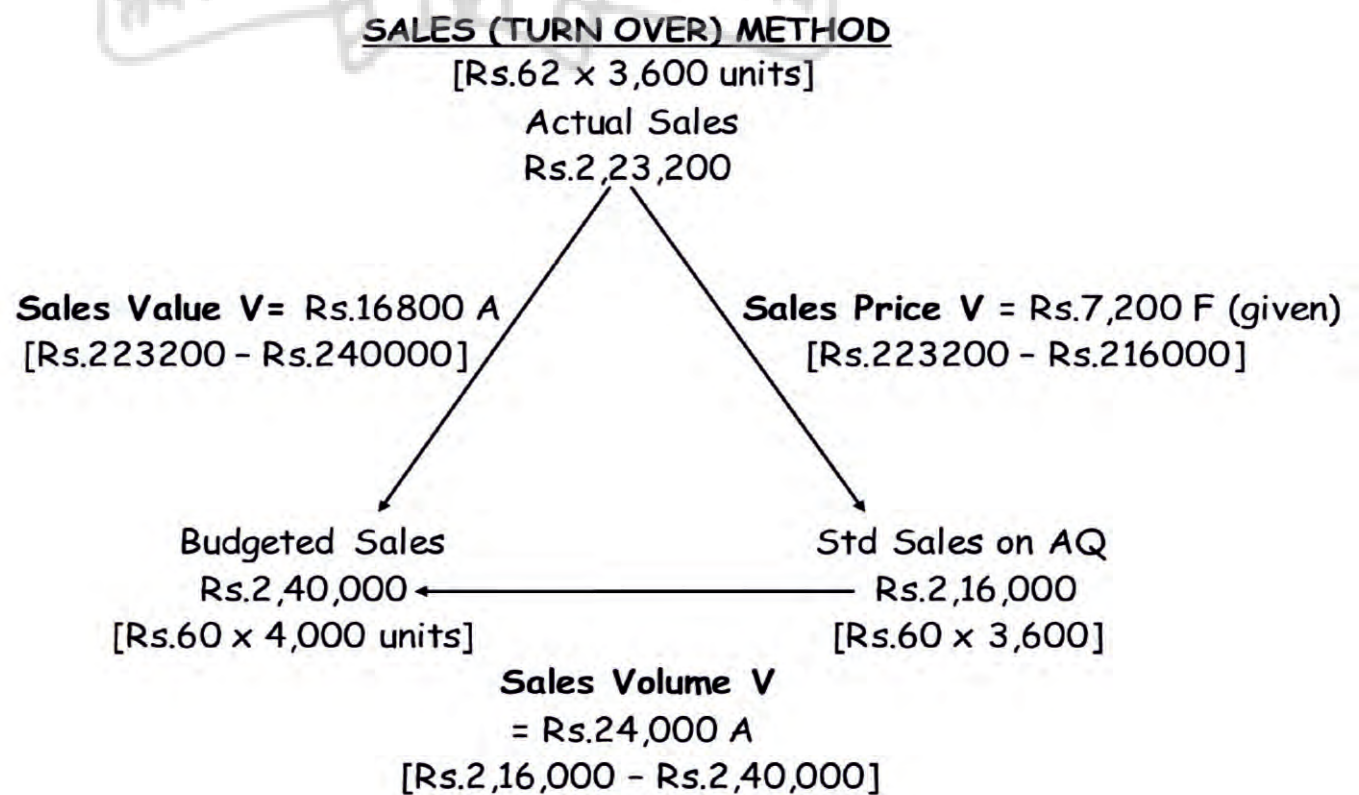 SALES (TURN OVER) METHOD
[Rs.62 x 3,600 units]
Actual Sales
Rs.2,23,200
Sales Value V= Rs.16800 A
[Rs.223200 - Rs.240000]
Sales Price V = Rs.7,200 F (given)
[Rs.223200 - Rs.216000]
Budgeted Sales
Rs.2,40,000
[Rs.60 x 4,000 units]
Std Sales on AQ
Rs.2,16,000
[Rs.60 x 3,600]
Sales Volume V
= Rs.24,000 A
[Rs.2,16,000 - Rs.2,40,000]